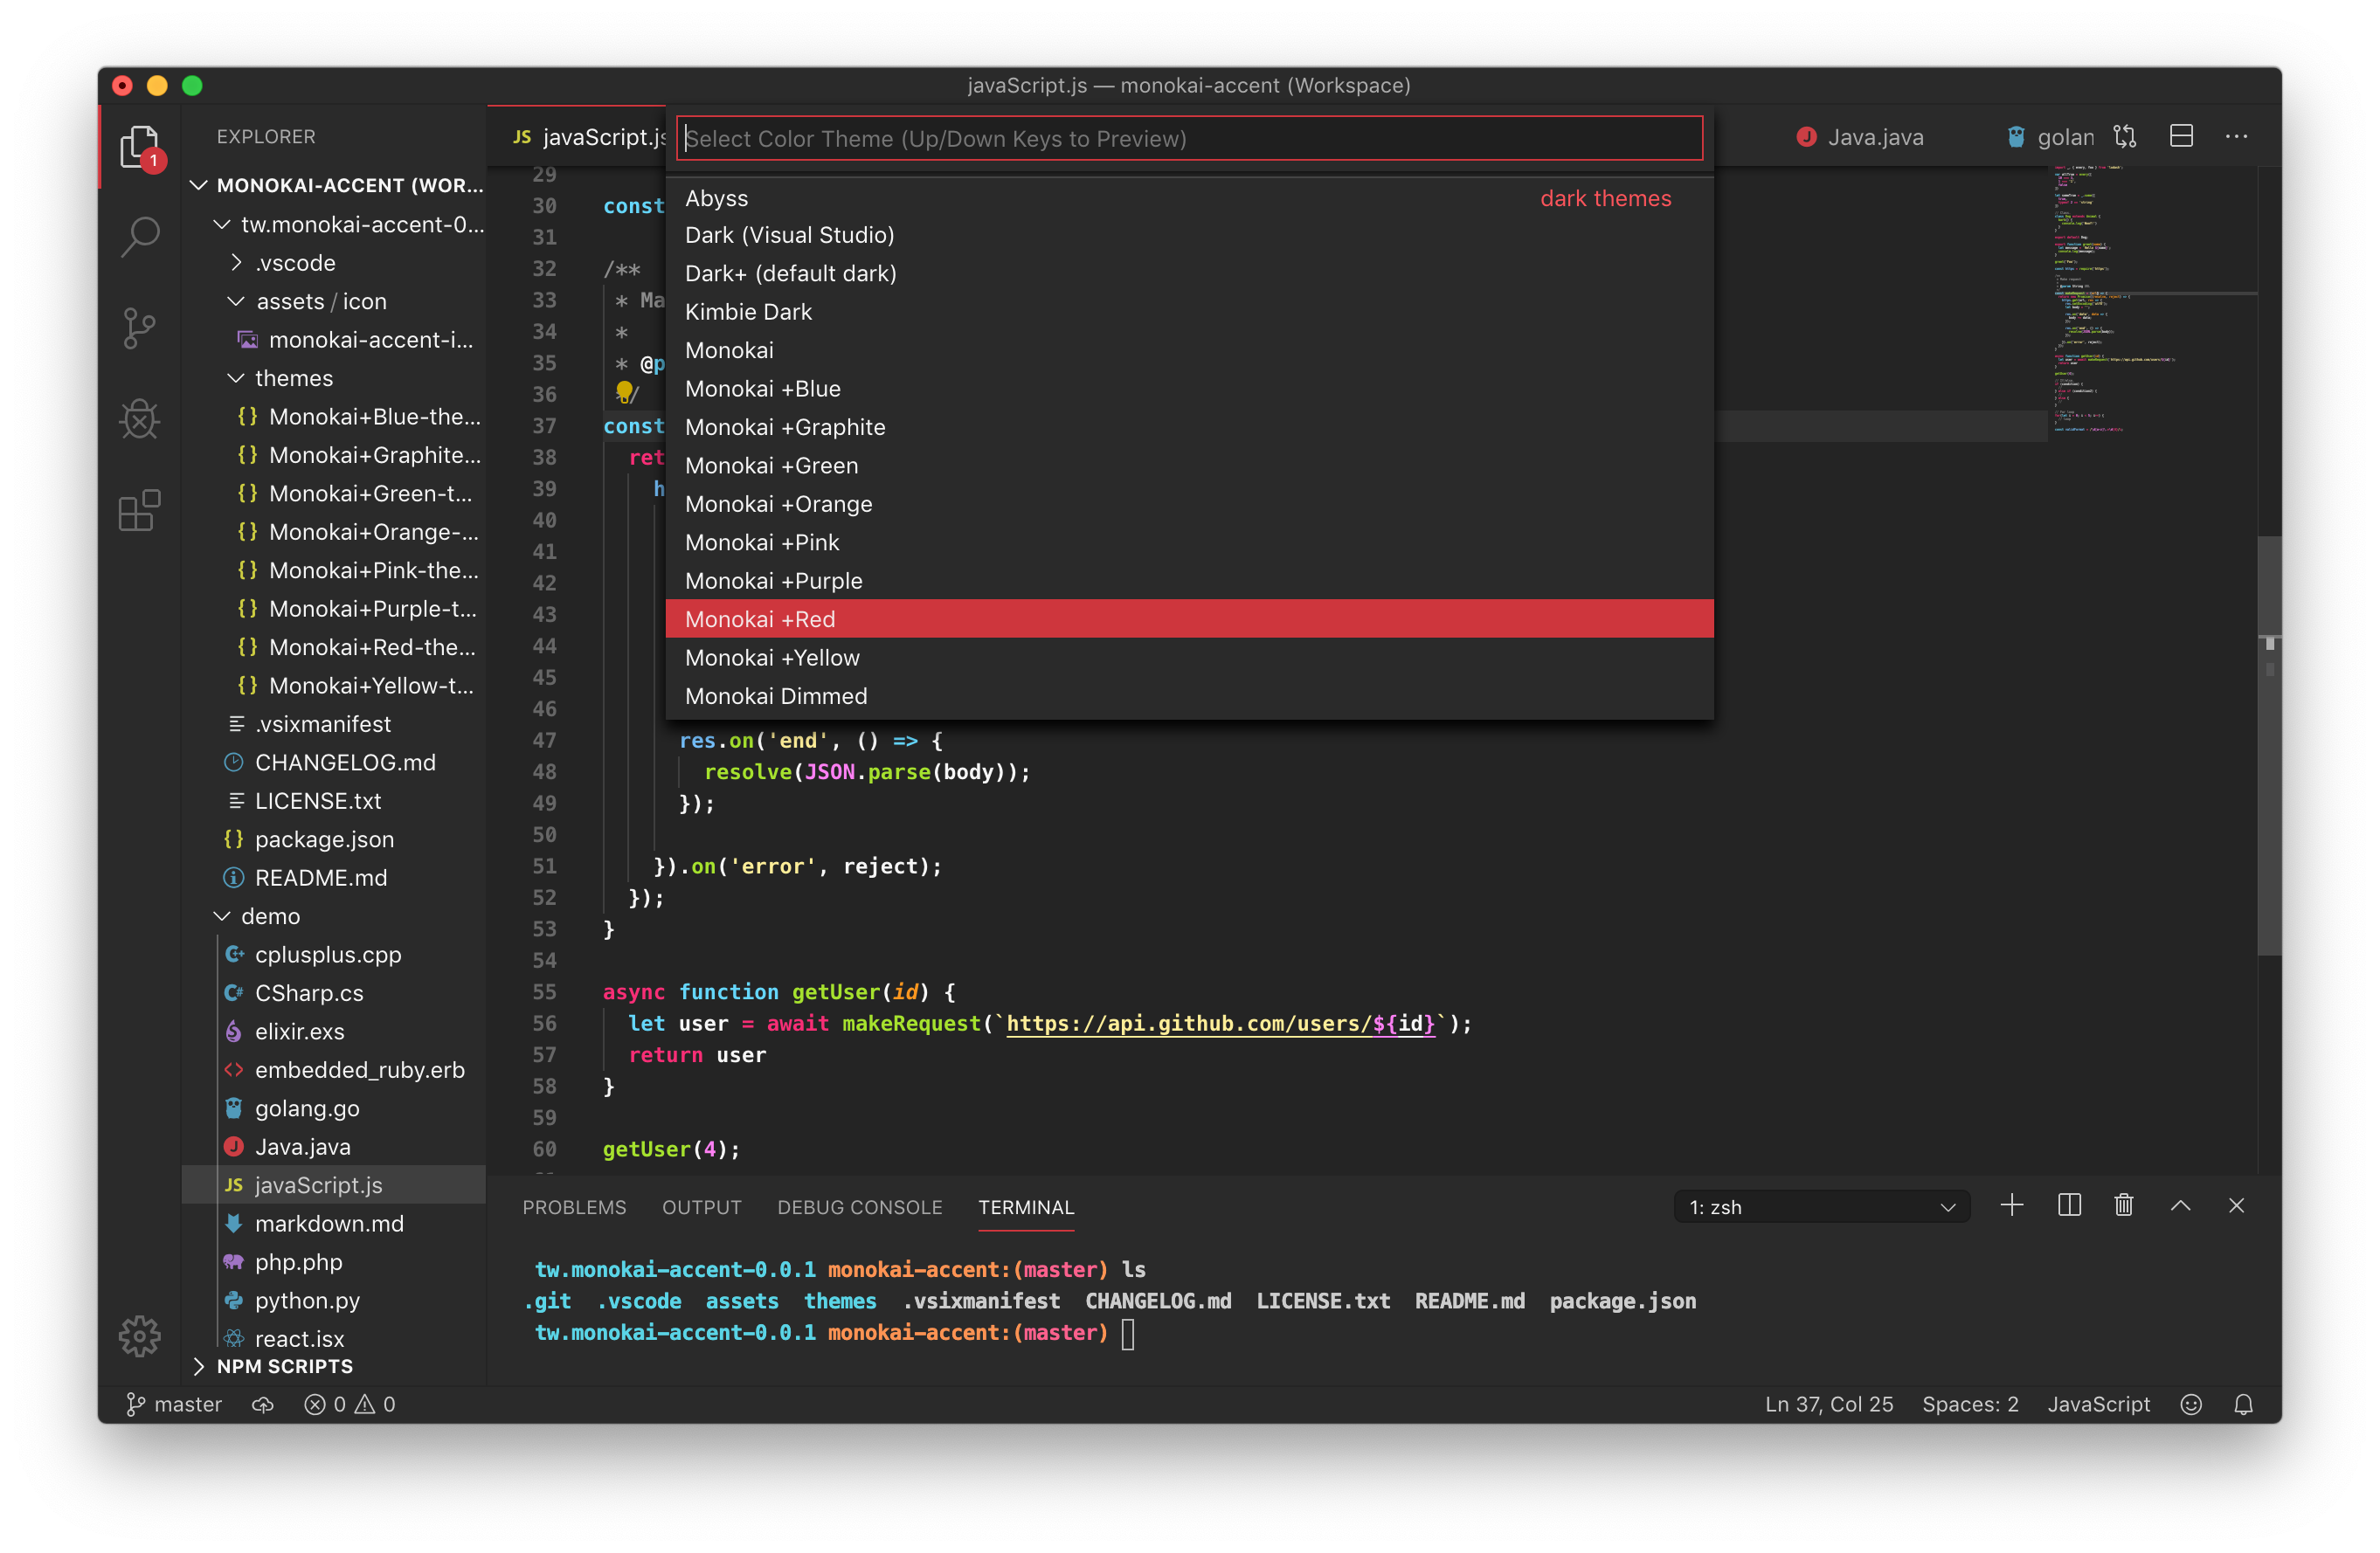 javaScript.js — monokai-accent (Workspace)
1
EXPLORER
MONOKAI-ACCENT (WOR...
tw.monokai-accent-0...
.vscode
assets / icon
monokai-accent-i...
themes
{} Monokai+Blue-the...
{} Monokai+Graphite...
{} Monokai+Green-t...
{} Monokai+Orange-...
{} Monokai+Pink-the...
{} Monokai+Purple-t...
{} Monokai+Red-the...
{} Monokai+Yellow-t...
.vsixmanifest
CHANGELOG.md
LICENSE.txt
{} package.json
README.md
demo
C++ cplusplus.cpp
C# CSharp.cs
elixir.exs
<> embedded_ruby.erb
golang.go
J Java.java
JS javaScript.js
markdown.md
php.php
python.py
react.jsx
NPM SCRIPTS
JS javaScript.js
J Java.java
golan
Select Color Theme (Up/Down Keys to Preview)
Abyss dark themes
Dark (Visual Studio)
Dark+ (default dark)
Kimbie Dark
Monokai
Monokai +Blue
Monokai +Graphite
Monokai +Green
Monokai +Orange
Monokai +Pink
Monokai +Purple
Monokai +Red
Monokai +Yellow
Monokai Dimmed
29
30 const
31
32 /**
33 * Ma
34 *
35 * @p
36 */
37 const
38 ret
39 h
40
41
42
43
44
45
46
47 res.on('end', () => {
48 resolve(JSON.parse(body));
49 });
50
51 }).on('error', reject);
52 });
53 }
54
55 async function getUser(id) {
56 let user = await makeRequest(`https://api.github.com/users/${id}`);
57 return user
58 }
59
60 getUser(4);
PROBLEMS OUTPUT DEBUG CONSOLE TERMINAL 1: zsh
tw.monokai-accent-0.0.1 monokai-accent:(master) ls
.git .vscode assets themes .vsixmanifest CHANGELOG.md LICENSE.txt README.md package.json
tw.monokai-accent-0.0.1 monokai-accent:(master)
master 0 0 Ln 37, Col 25 Spaces: 2 JavaScript